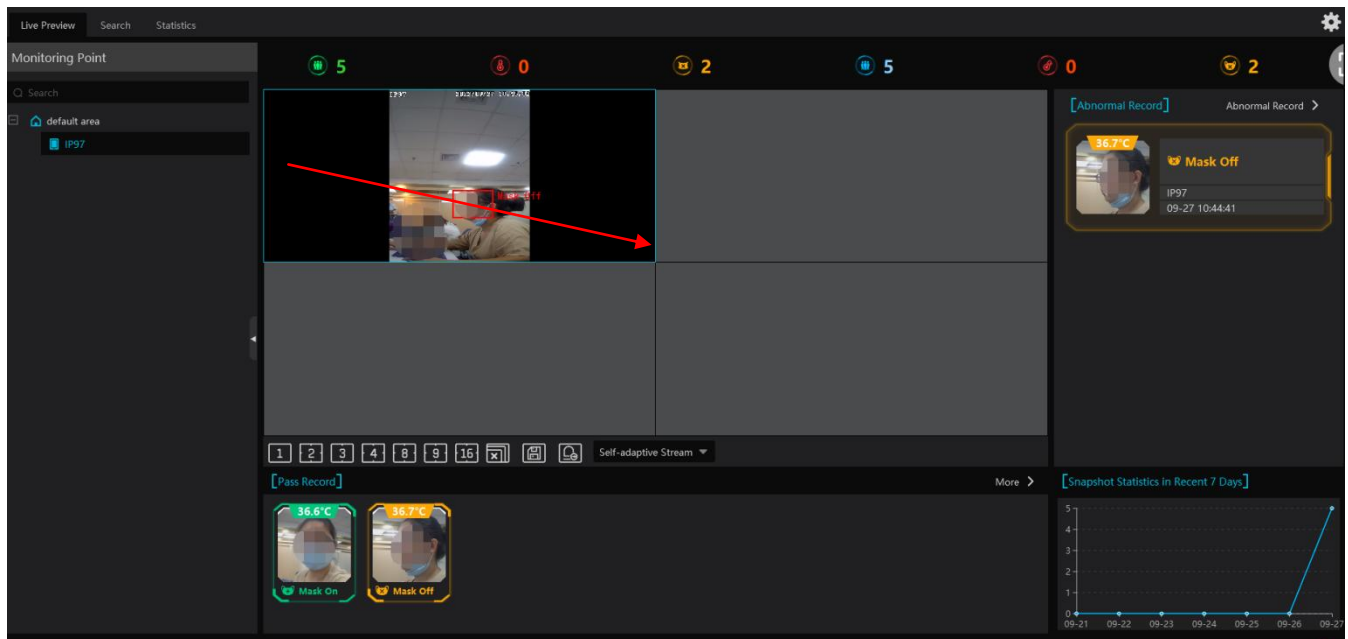 Live Preview Search Statistics
Monitoring Point
5 0 2 5 0 2
Search
default area
IP97
IP97
Mask Off
[Abnormal Record] Abnormal Record >
36.7°C
Mask Off
IP97
09-27 10:44:41
1 2 3 4 8 9 16 Self-adaptive Stream
[Pass Record] More >
36.6°C 36.7°C
Mask On Mask Off
[Snapshot Statistics in Recent 7 Days]
5
4
3
2
1
0
09-21 09-22 09-23 09-24 09-25 09-26 09-27